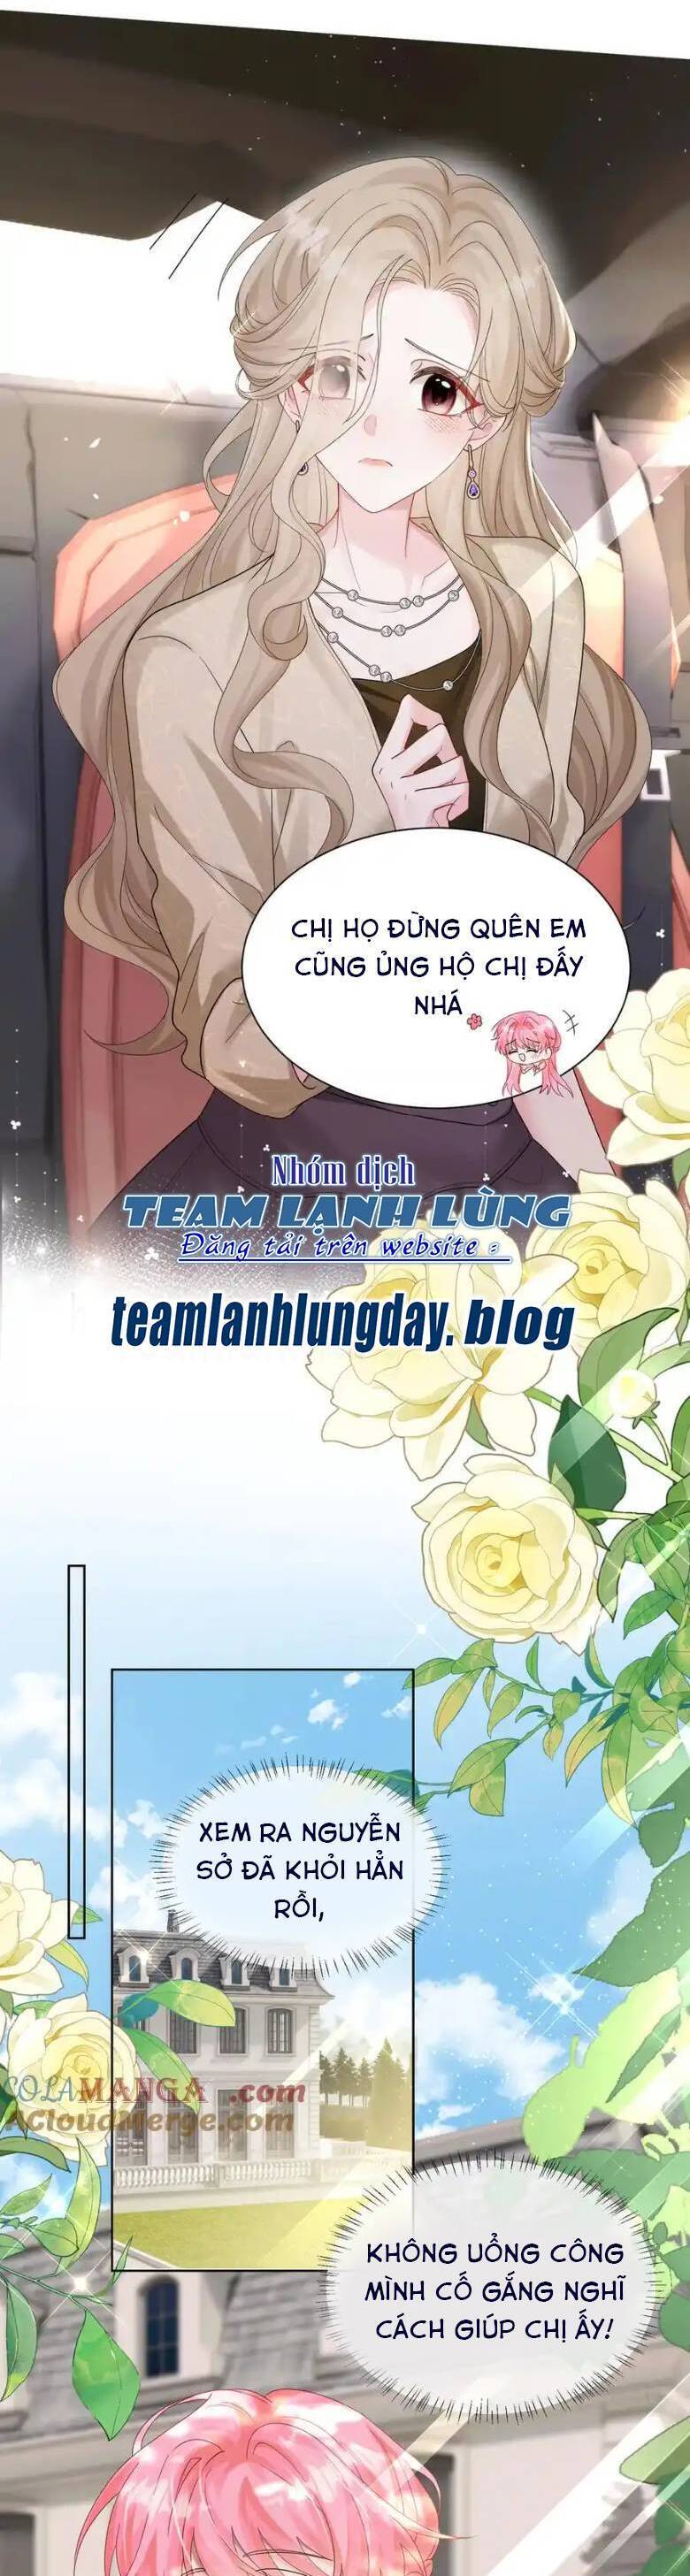 CHỊ HỌ ĐỪNG QUÊN EM
CŨNG ỦNG HỘ CHỊ ĐẤY
NHÁ
Nhóm dịch
TEAM LẠNH LÙNG
Đăng tải trên website :
teamlanhlungday. blog
XEM RA NGUYỄN
SỞ ĐÃ KHỎI HẲN
RỒI,
COLAMANGA .com
Acloudmerge.com
KHÔNG UỔNG CÔNG
MÌNH CỐ GẮNG NGHĨ
CÁCH GIÚP CHỊ ẤY!